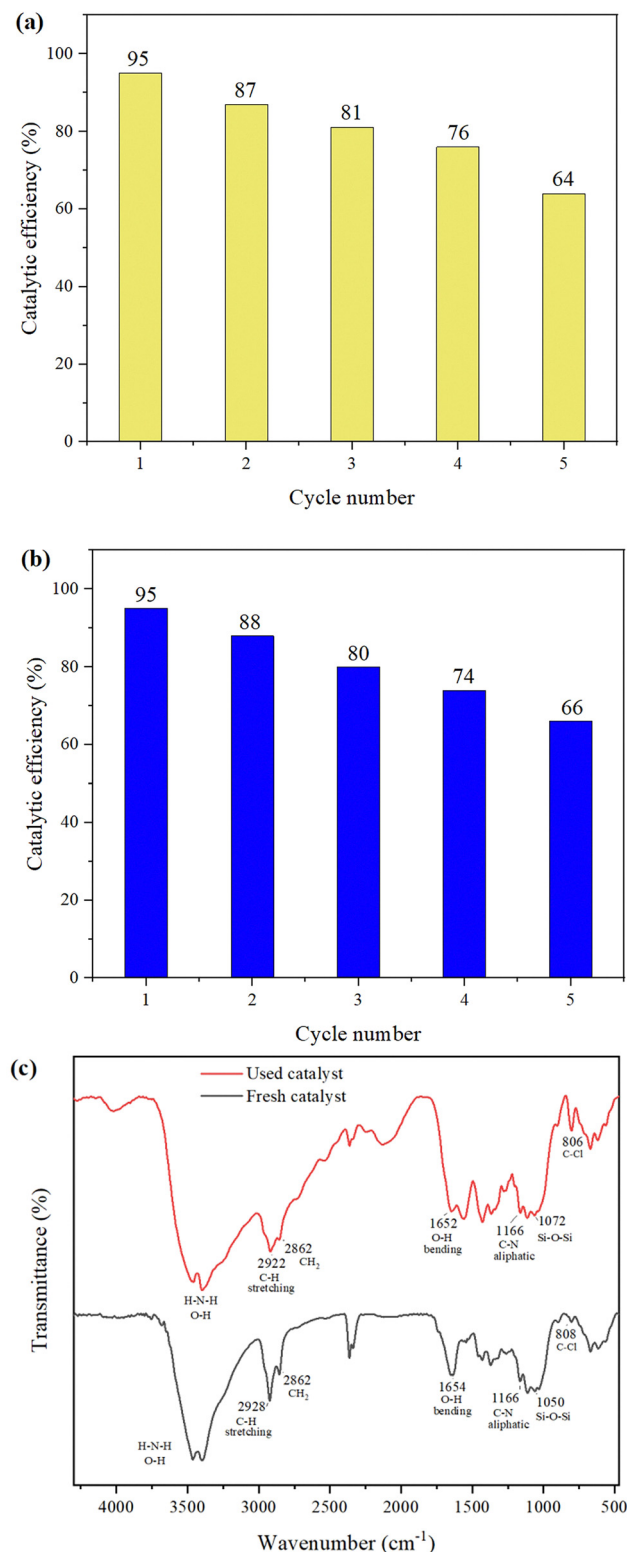 (a)
95
87
81
76
64
100
80
60
40
20
0
Catalytic efficiency (%)
1 2 3 4 5
Cycle number
(b)
95
88
80
74
66
100
80
60
40
20
0
Catalytic efficiency (%)
1 2 3 4 5
Cycle number
(c)
Used catalyst
Fresh catalyst
Transmittance (%)
806
C-Cl
1652
O-H
bending
1166
C-N
aliphatic
1072
Si-O-Si
2862
CH₂
2922
C-H
stretching
H-N-H
O-H
808
C-Cl
1654
O-H
bending
1166
C-N
aliphatic
1050
Si-O-Si
2862
CH₂
2928
C-H
stretching
H-N-H
O-H
4000 3500 3000 2500 2000 1500 1000 500
Wavenumber (cm⁻¹)